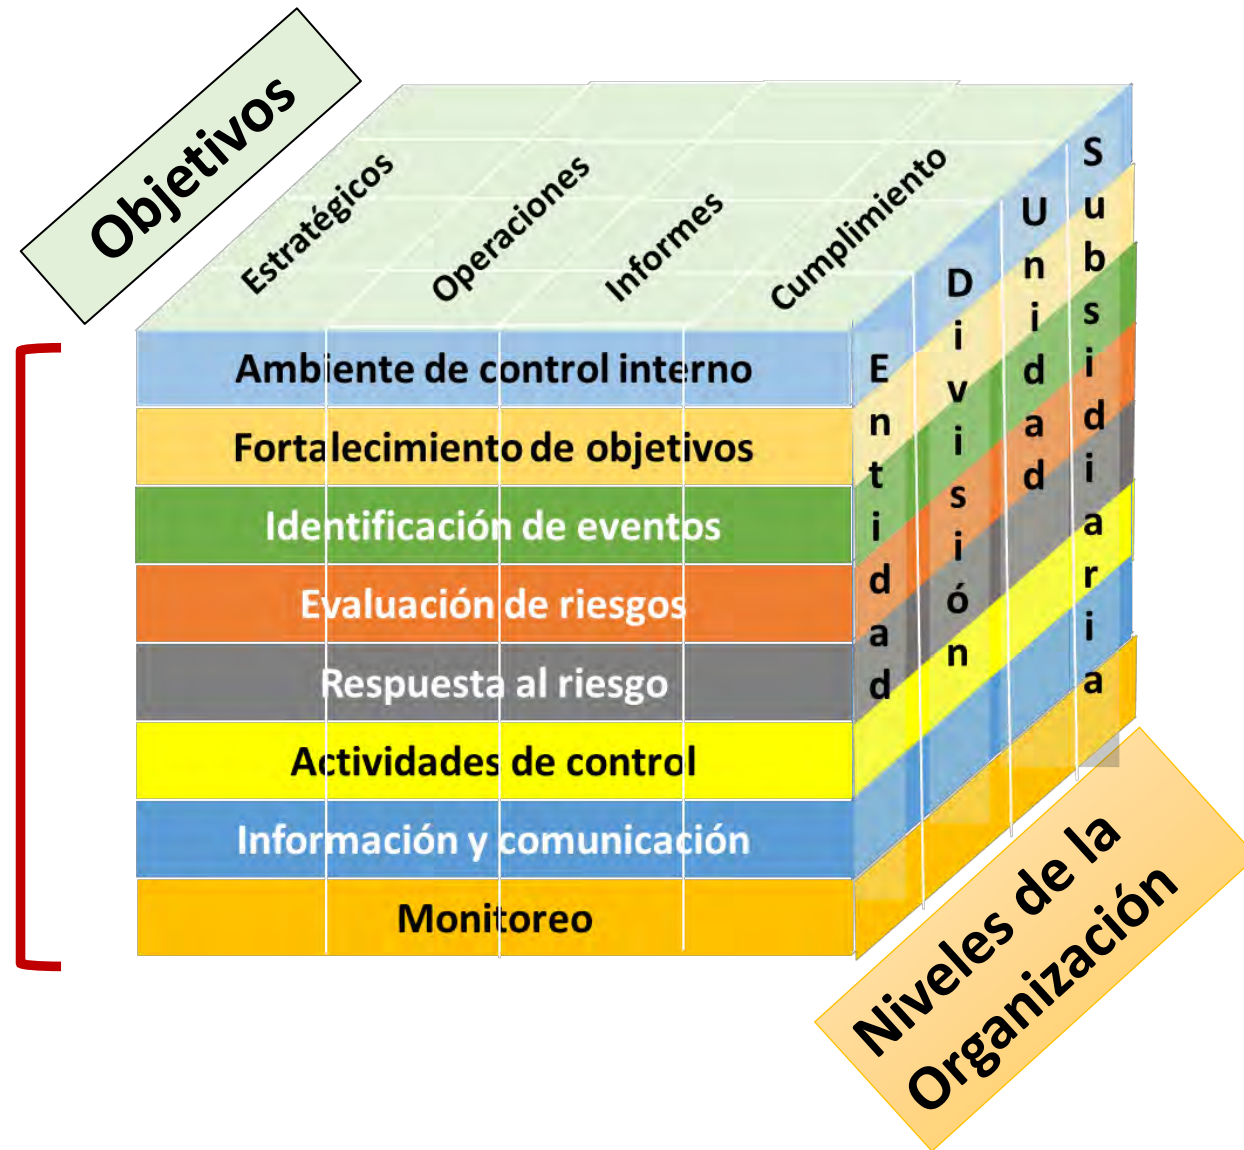 Objetivos
Estratégicos
Operaciones
Informes
Cumplimiento
Ambiente de control interno
Fortalecimiento de objetivos
Identificación de eventos
Evaluación de riesgos
Respuesta al riesgo
Actividades de control
Información y comunicación
Monitoreo
Entidad
División
Unidad
Subsidiaria
Niveles de la
Organización